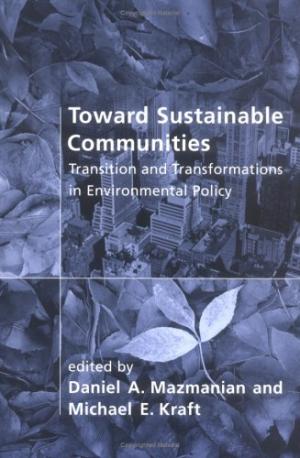 Toward Sustainable
Communities
Transition and Transformations
in Environmental Policy
edited by
Daniel A. Mazmanian and
Michael E. Kraft